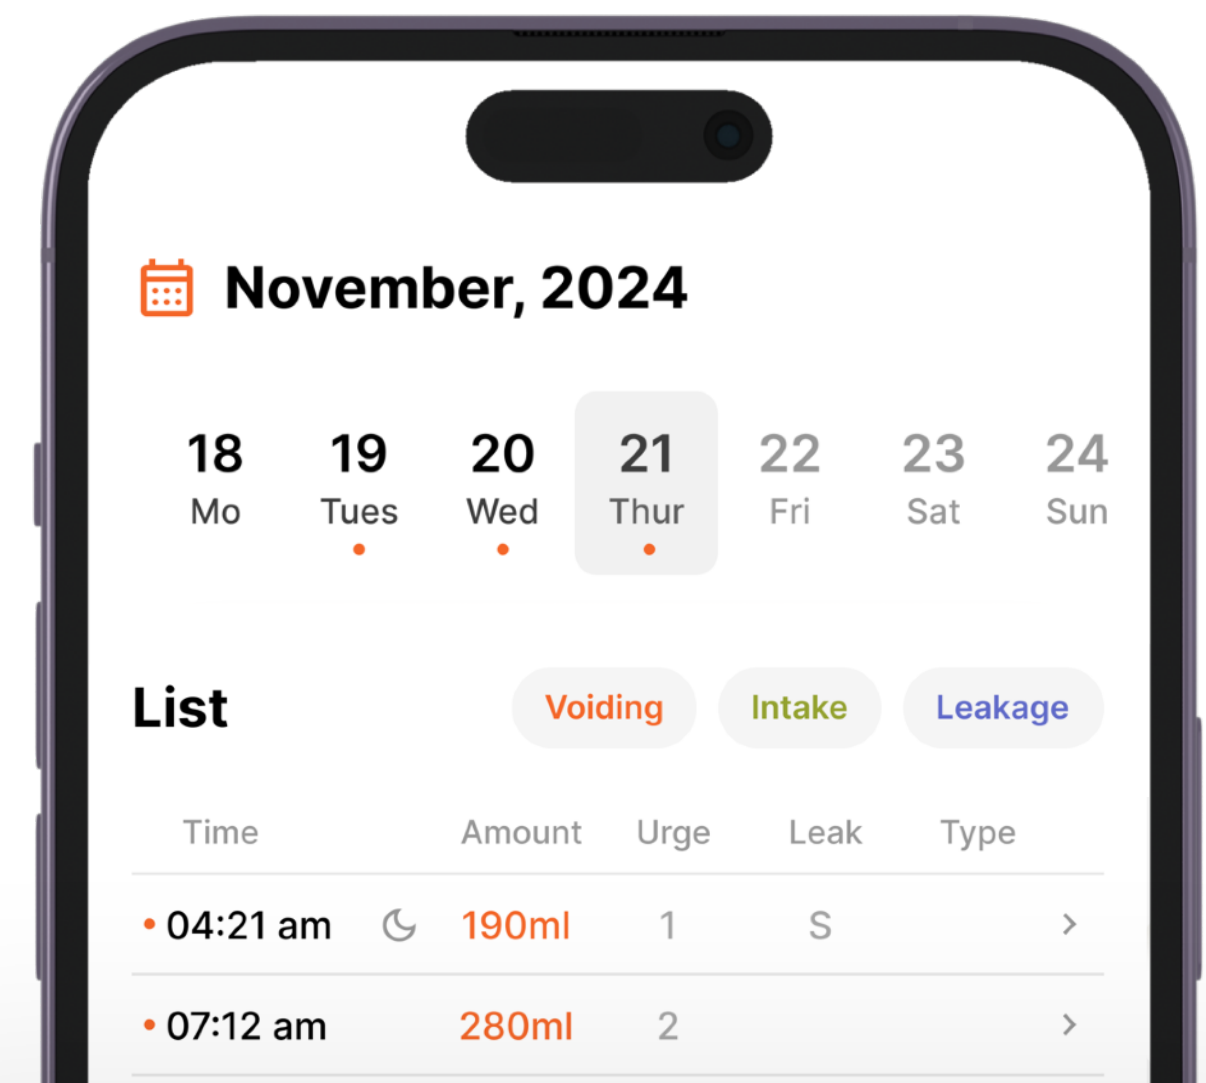 November, 2024
18 19 20 21 22 23 24
Mo Tues Wed Thur Fri Sat Sun
List Voiding Intake Leakage
Time Amount Urge Leak Type
04:21 am 190ml 1 S
07:12 am 280ml 2